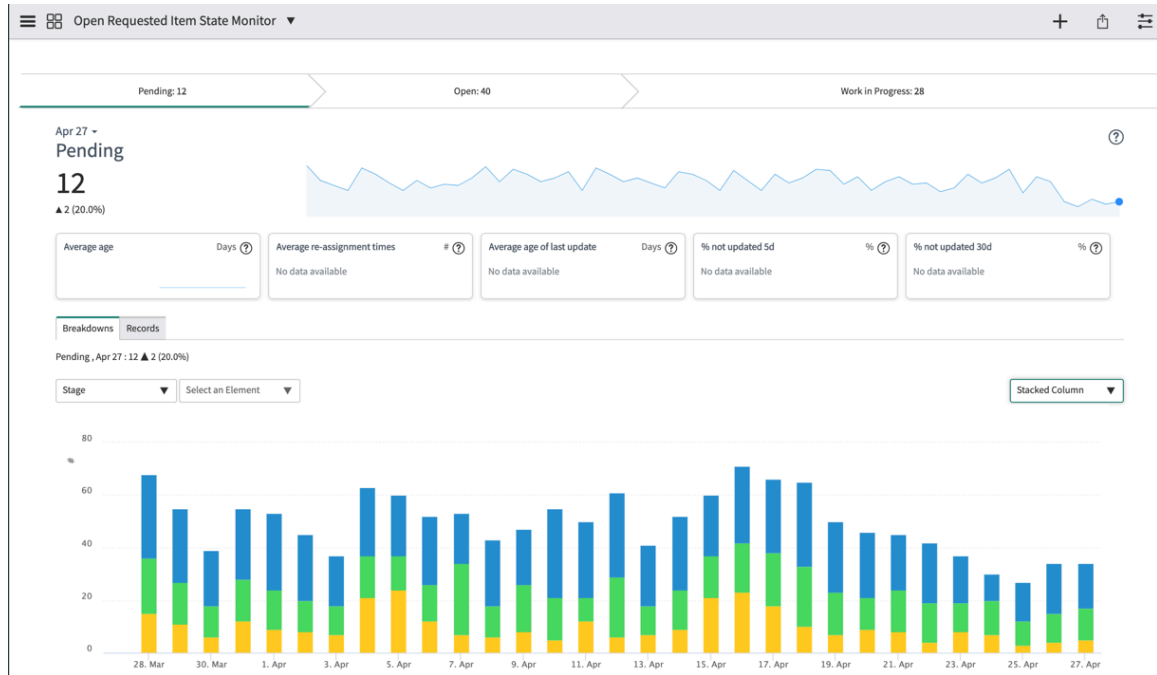 Open Requested Item State Monitor ▼
Pending: 12
Open: 40
Work in Progress: 28
Apr 27
Pending
12
▲ 2 (20.0%)
Average age Days
Average re-assignment times #
No data available
Average age of last update Days
No data available
% not updated 5d %
No data available
% not updated 30d %
No data available
Breakdowns Records
Pending , Apr 27 : 12 ▲ 2 (20.0%)
Stage ▼ Select an Element ▼ Stacked Column ▼
80
#
60
40
20
0
28. Mar 30. Mar 1. Apr 3. Apr 5. Apr 7. Apr 9. Apr 11. Apr 13. Apr 15. Apr 17. Apr 19. Apr 21. Apr 23. Apr 25. Apr 27. Apr